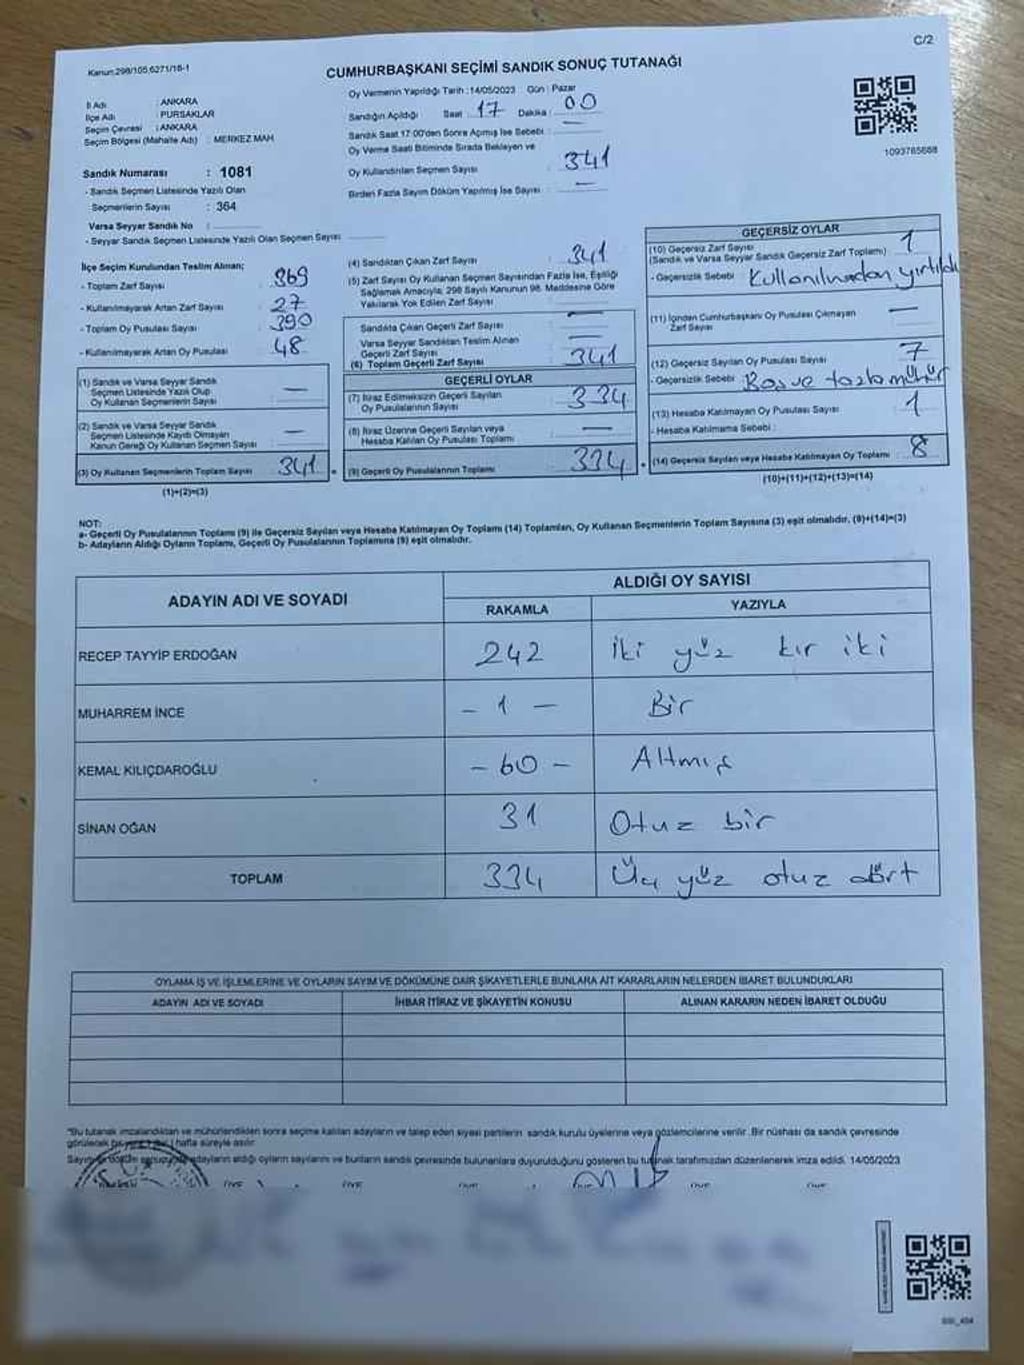 C/2
Kanun:298/105,6271/16-1
CUMHURBAŞKANI SEÇİMİ SANDIK SONUÇ TUTANAĞI
İl Adı : ANKARA
İlçe Adı : PURSAKLAR
Seçim Çevresi : ANKARA
Seçim Bölgesi (Mahalle Adı) : MERKEZ MAH
Sandık Numarası : 1081
- Sandık Seçmen Listesinde Yazılı Olan
Seçmenlerin Sayısı : 364
Varsa Seyyar Sandık No :
- Seyyar Sandık Seçmen Listesinde Yazılı Olan Seçmen Sayısı
Oy Vermenin Yapıldığı Tarih : 14/05/2023 Gün : Pazar
Sandığın Açıldığı Saat : 17 Dakika : 00
Sandık Saat 17:00'den Sonra Açmış İse Sebebi : —
Oy Verme Saati Bitiminde Sırada Bekleyen ve
Oy Kullandırılan Seçmen Sayısı 341
Birden Fazla Sayım Döküm Yapılmış İse Sayısı : —
1093765668
İlçe Seçim Kurulundan Teslim Alınan;
- Toplam Zarf Sayısı 369
- Kullanılmayarak Artan Zarf Sayısı 27
- Toplam Oy Pusulası Sayısı 390
- Kullanılmayarak Artan Oy Pusulası 48
(1) Sandık ve Varsa Seyyar Sandık
Seçmen Listesinde Yazılı Olup
Oy Kullanan Seçmenlerin Sayısı —
(2) Sandık ve Varsa Seyyar Sandık
Seçmen Listesinde Kayıtlı Olmayan
Kanun Gereği Oy Kullanan Seçmen Sayısı —
(3) Oy Kullanan Seçmenlerin Toplam Sayısı 341
(1)+(2)=(3)
(4) Sandıktan Çıkan Zarf Sayısı : 341
(5) Zarf Sayısı Oy Kullanan Seçmen Sayısından Fazla İse, Eşitliği
Sağlamak Amacıyla; 298 Sayılı Kanunun 98. Maddesine Göre
Yakılarak Yok Edilen Zarf Sayısı —
Sandıkta Çıkan Geçerli Zarf Sayısı
Varsa Seyyar Sandıktan Teslim Alınan
Geçerli Zarf Sayısı —
(6) Toplam Geçerli Zarf Sayısı 341
GEÇERLİ OYLAR
(7) İtiraz Edilmeksizin Geçerli Sayılan
Oy Pusulalarının Sayısı 334
(8) İtiraz Üzerine Geçerli Sayılan veya
Hesaba Katılan Oy Pusulası Toplamı —
(9) Geçerli Oy Pusulalarının Toplamı 334
GEÇERSİZ OYLAR
(10) Geçersiz Zarf Sayısı
(Sandık ve Varsa Seyyar Sandık Geçersiz Zarf Toplamı) : 1
- Geçersizlik Sebebi Kullanılmadan yırtıldı
(11) İçinden Cumhurbaşkanı Oy Pusulası Çıkmayan
Zarf Sayısı —
(12) Geçersiz Sayılan Oy Pusulası Sayısı 7
- Geçersizlik Sebebi Boş ve fazla mühür
(13) Hesaba Katılmayan Oy Pusulası Sayısı 1
- Hesaba Katılmama Sebebi :
(14) Geçersiz Sayılan veya Hesaba Katılmayan Oy Toplamı : 8
(10)+(11)+(12)+(13)=(14)
NOT:
a- Geçerli Oy Pusulalarının Toplamı (9) ile Geçersiz Sayılan veya Hesaba Katılmayan Oy Toplamı (14) Toplamları, Oy Kullanan Seçmenlerin Toplam Sayısına (3) eşit olmalıdır. (9)+(14)=(3)
b- Adayların Aldığı Oyların Toplamı, Geçerli Oy Pusulalarının Toplamına (9) eşit olmalıdır.
ADAYIN ADI VE SOYADI ALDIĞI OY SAYISI
RAKAMLA YAZIYLA
RECEP TAYYİP ERDOĞAN 242 İki yüz kır iki
MUHARREM İNCE - 1 - Bir
KEMAL KILIÇDAROĞLU - 60 - Altmış
SİNAN OĞAN 31 Otuz bir
TOPLAM 334 Üç yüz otuz dört
OYLAMA İŞ VE İŞLEMLERİNE VE OYLARIN SAYIM VE DÖKÜMÜNE DAİR ŞİKAYETLERLE BUNLARA AİT KARARLARIN NELERDEN İBARET BULUNDUKLARI
ADAYIN ADI VE SOYADI İHBAR İTİRAZ VE ŞİKAYETİN KONUSU ALINAN KARARIN NEDEN İBARET OLDUĞU
"Bu tutanak imzalandıktan ve mühürlendikten sonra seçime katılan adayların ve talep eden siyasi partilerin sandık kurulu üyelerine veya gözlemcilerine verilir. Bir nüshası da sandık çevresinde
görülecek bir yere 1 (bir) hafta süreyle asılır.
Sayım ve döküm sonucunda adayların aldığı oyların sayılarını ve bunların sandık çevresinde bulunanlara duyurulduğunu gösteren bu tutanak tarafımızdan düzenlenerek imza edildi. 14/05/2023